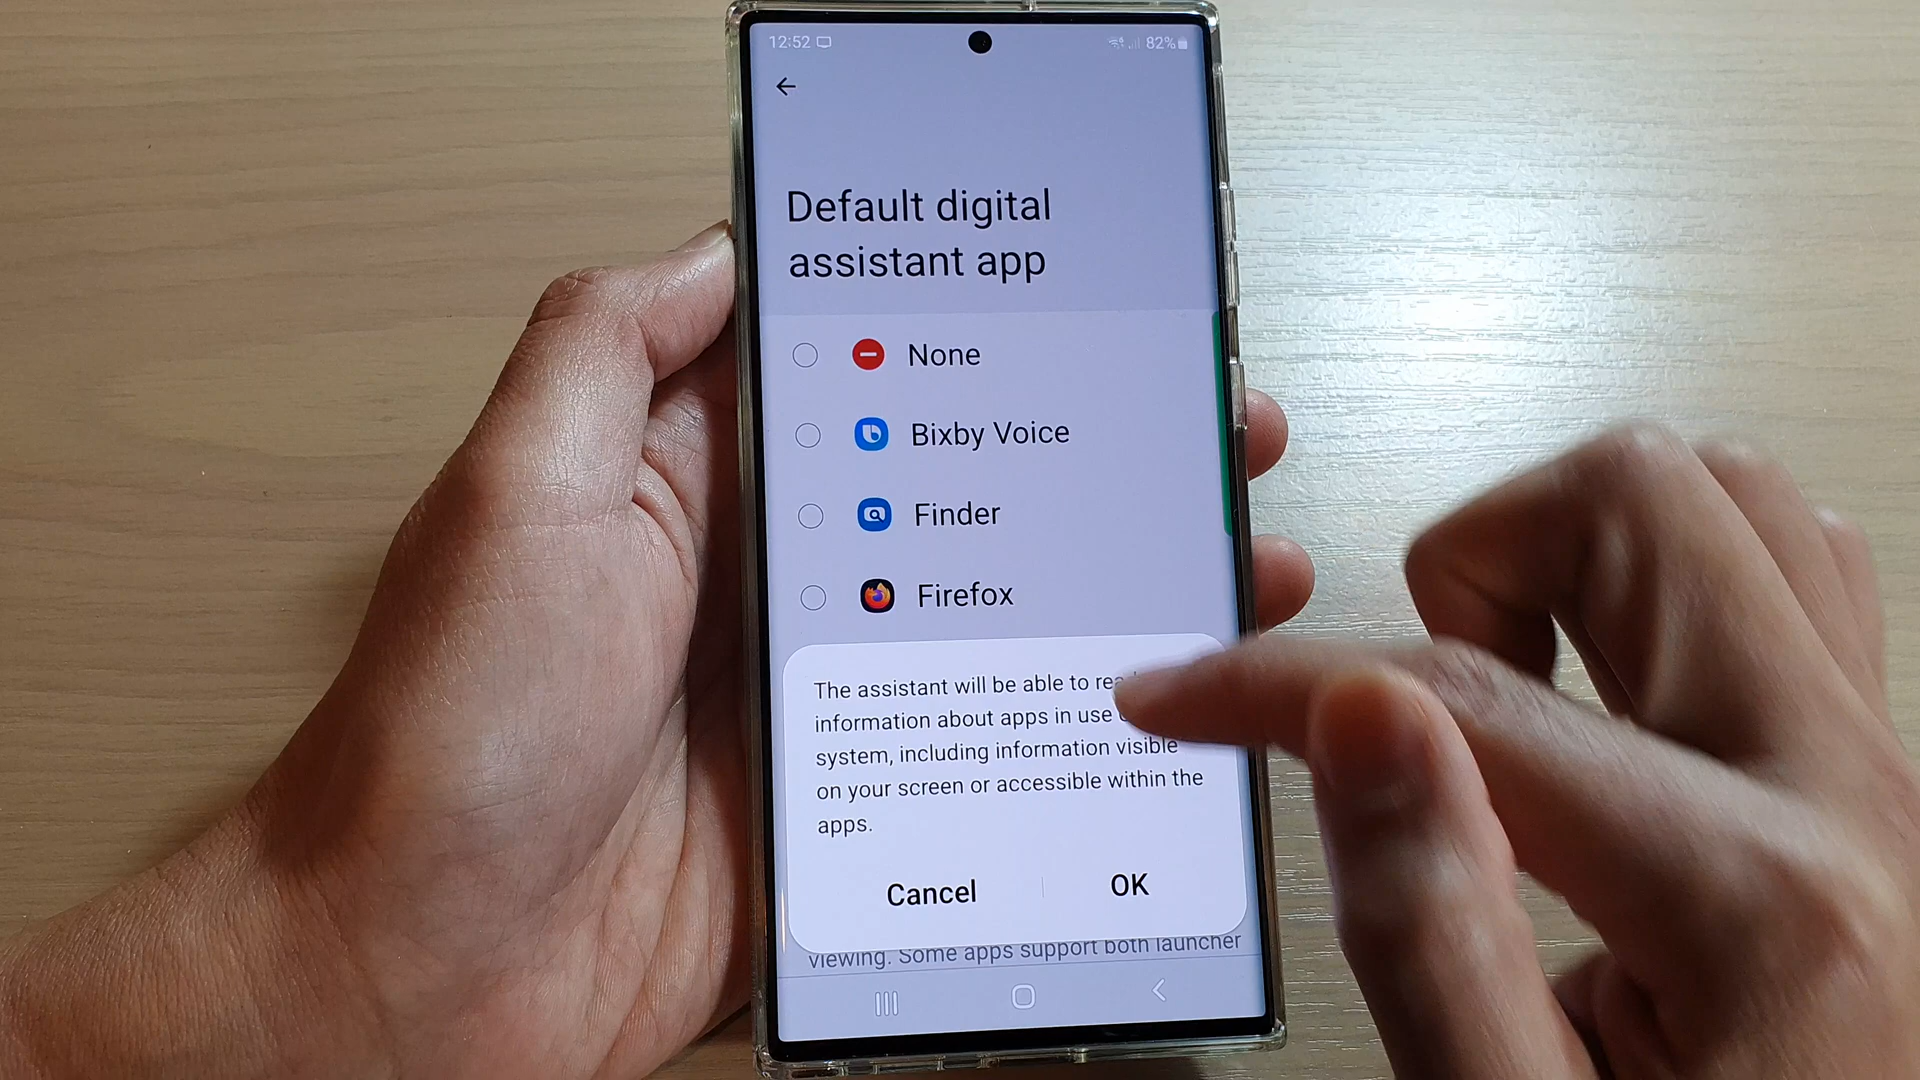 12:52
82%
Default digital
assistant app
None
Bixby Voice
Finder
Firefox
The assistant will be able to
information about apps in use
system, including information visible
on your screen or accessible within the
apps.
Cancel OK
viewing. Some apps support both launcher